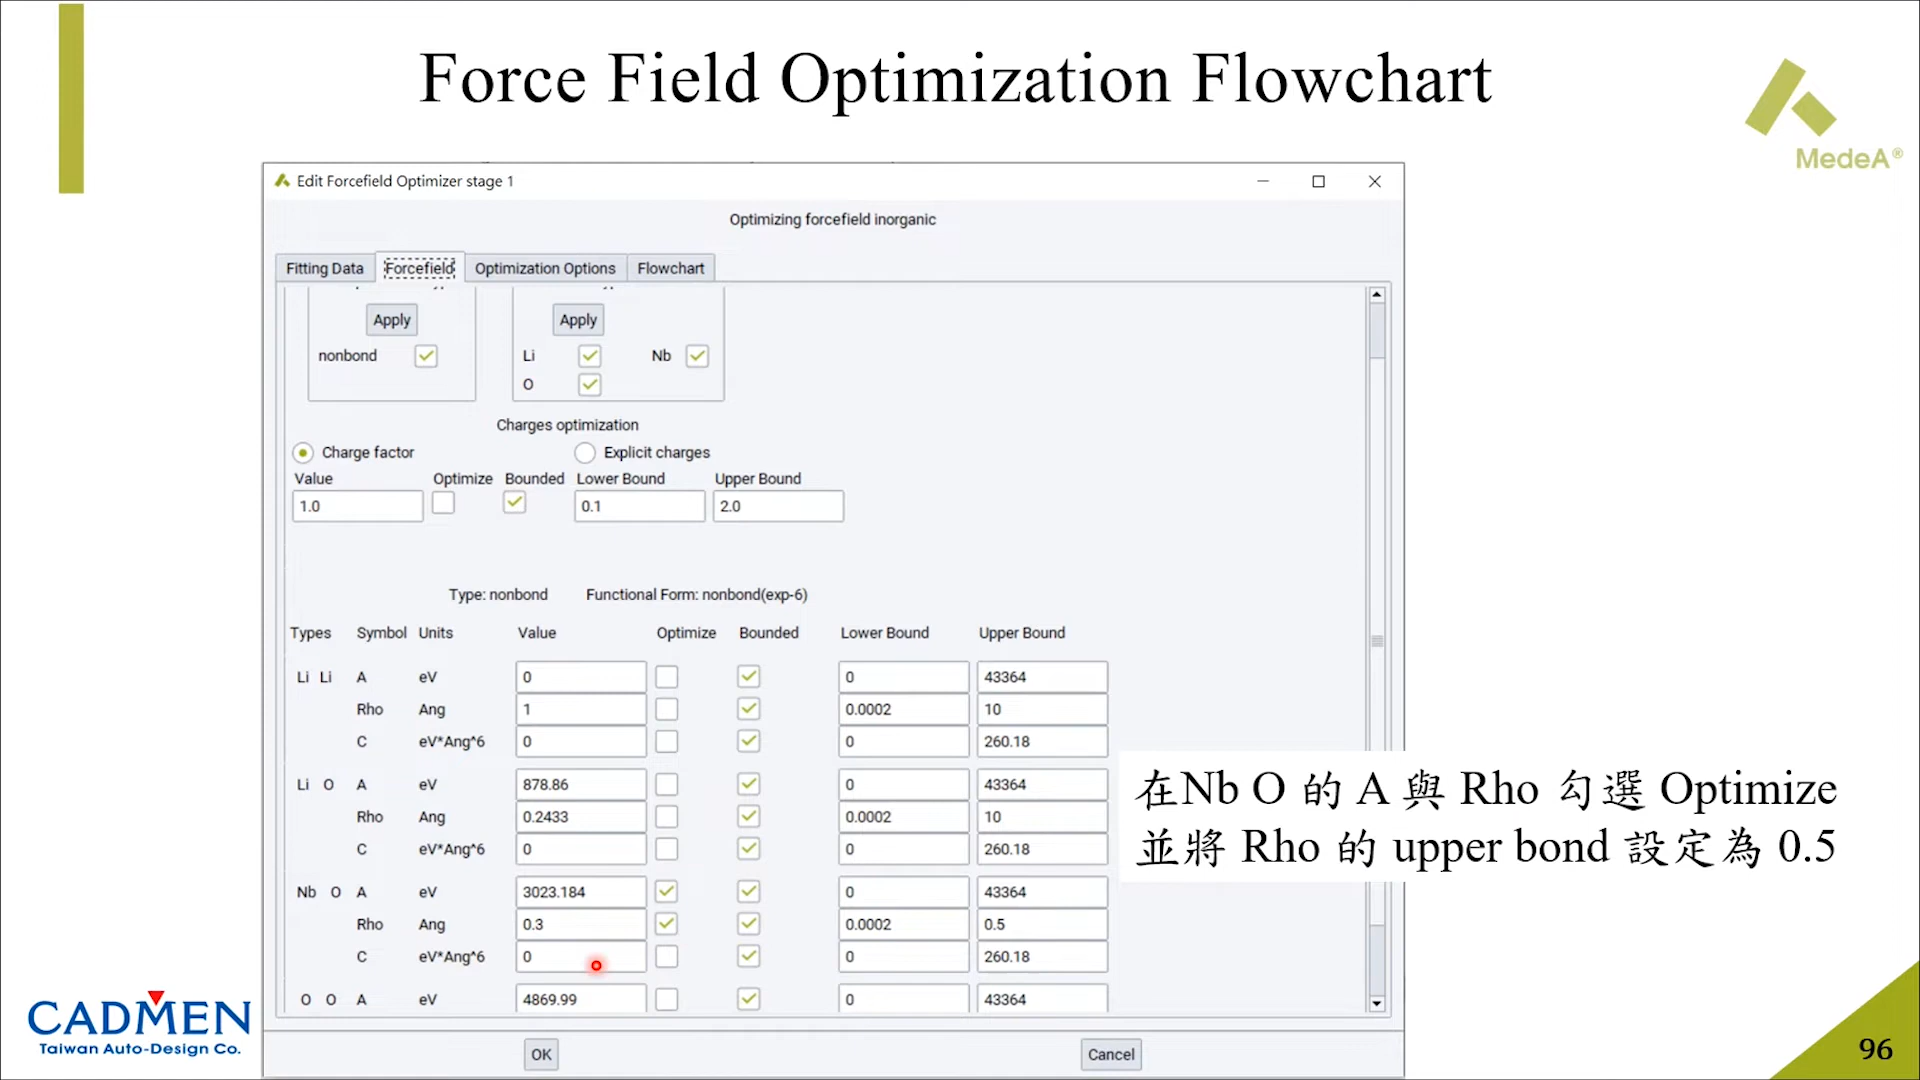 Force Field Optimization Flowchart
MedeA®
Edit Forcefield Optimizer stage 1
Optimizing forcefield inorganic
Fitting Data Forcefield Optimization Options Flowchart
Apply Apply
nonbond Li Nb
O
Charges optimization
Charge factor Explicit charges
Value Optimize Bounded Lower Bound Upper Bound
1.0 0.1 2.0
Type: nonbond Functional Form: nonbond(exp-6)
Types Symbol Units Value Optimize Bounded Lower Bound Upper Bound
Li Li A eV 0 0 43364
Rho Ang 1 0.0002 10
C eV*Ang^6 0 0 260.18
Li O A eV 878.86 0 43364
Rho Ang 0.2433 0.0002 10
C eV*Ang^6 0 0 260.18
Nb O A eV 3023.184 0 43364
Rho Ang 0.3 0.0002 0.5
C eV*Ang^6 0 0 260.18
O O A eV 4869.99 0 43364
在Nb O 的 A 與 Rho 勾選 Optimize
並將 Rho 的 upper bond 設定為 0.5
OK Cancel
CADMEN
Taiwan Auto-Design Co.
96